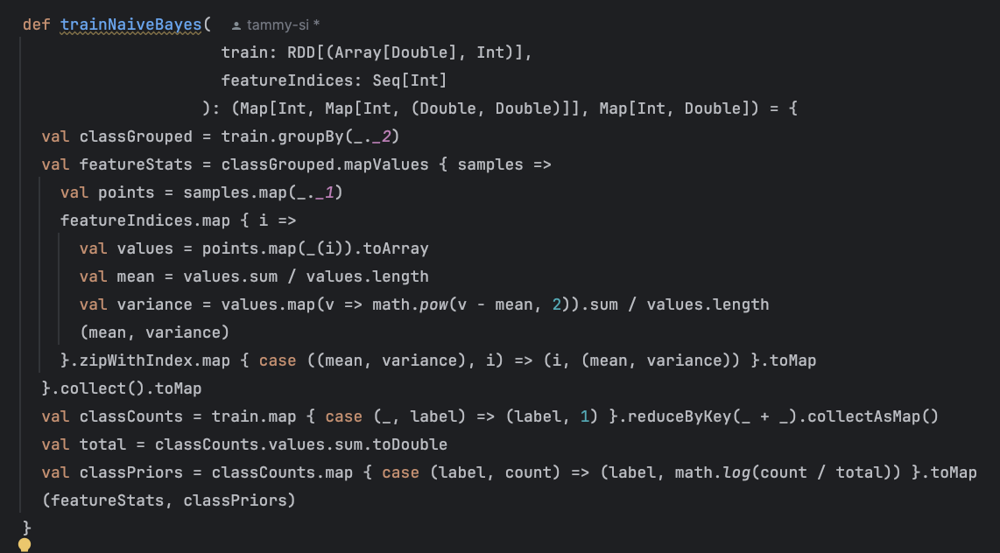 def trainNaiveBayes( tammy-si *
train: RDD[(Array[Double], Int)],
featureIndices: Seq[Int]
): (Map[Int, Map[Int, (Double, Double)]], Map[Int, Double]) = {
val classGrouped = train.groupBy(_._2)
val featureStats = classGrouped.mapValues { samples =>
val points = samples.map(_._1)
featureIndices.map { i =>
val values = points.map(_(i)).toArray
val mean = values.sum / values.length
val variance = values.map(v => math.pow(v - mean, 2)).sum / values.length
(mean, variance)
}.zipWithIndex.map { case ((mean, variance), i) => (i, (mean, variance)) }.toMap
}.collect().toMap
val classCounts = train.map { case (_, label) => (label, 1) }.reduceByKey(_ + _).collectAsMap()
val total = classCounts.values.sum.toDouble
val classPriors = classCounts.map { case (label, count) => (label, math.log(count / total)) }.toMap
(featureStats, classPriors)
}